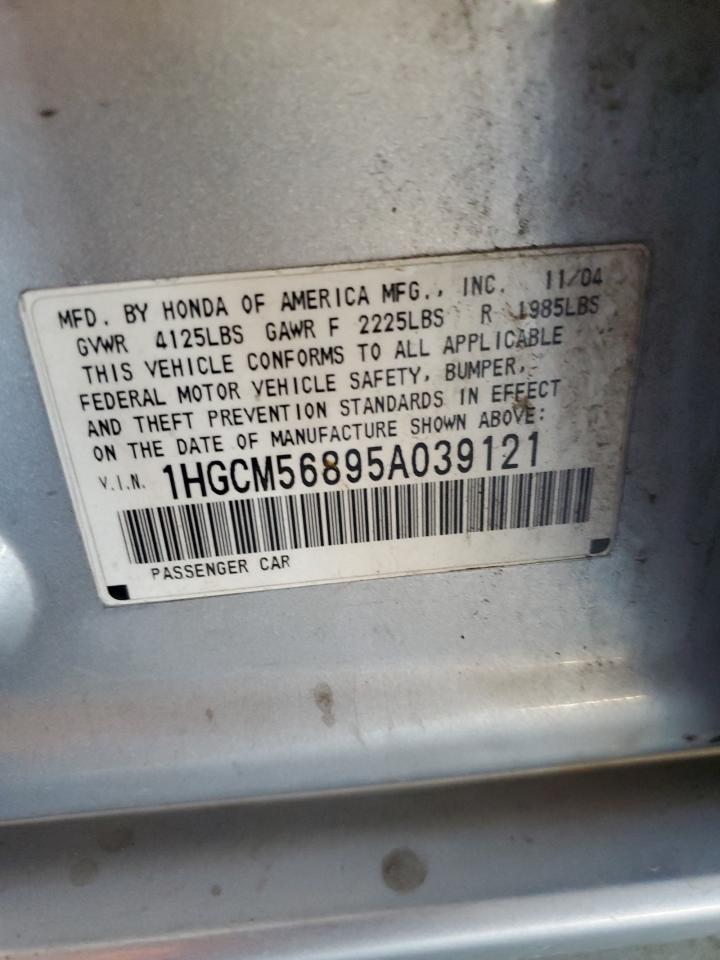 MFD. BY HONDA OF AMERICA MFG., INC. 11/04
GVWR 4125LBS GAWR F 2225LBS R 1985LBS
THIS VEHICLE CONFORMS TO ALL APPLICABLE
FEDERAL MOTOR VEHICLE SAFETY, BUMPER,
AND THEFT PREVENTION STANDARDS IN EFFECT
ON THE DATE OF MANUFACTURE SHOWN ABOVE:
V.I.N. 1HGCM56895A039121
PASSENGER CAR